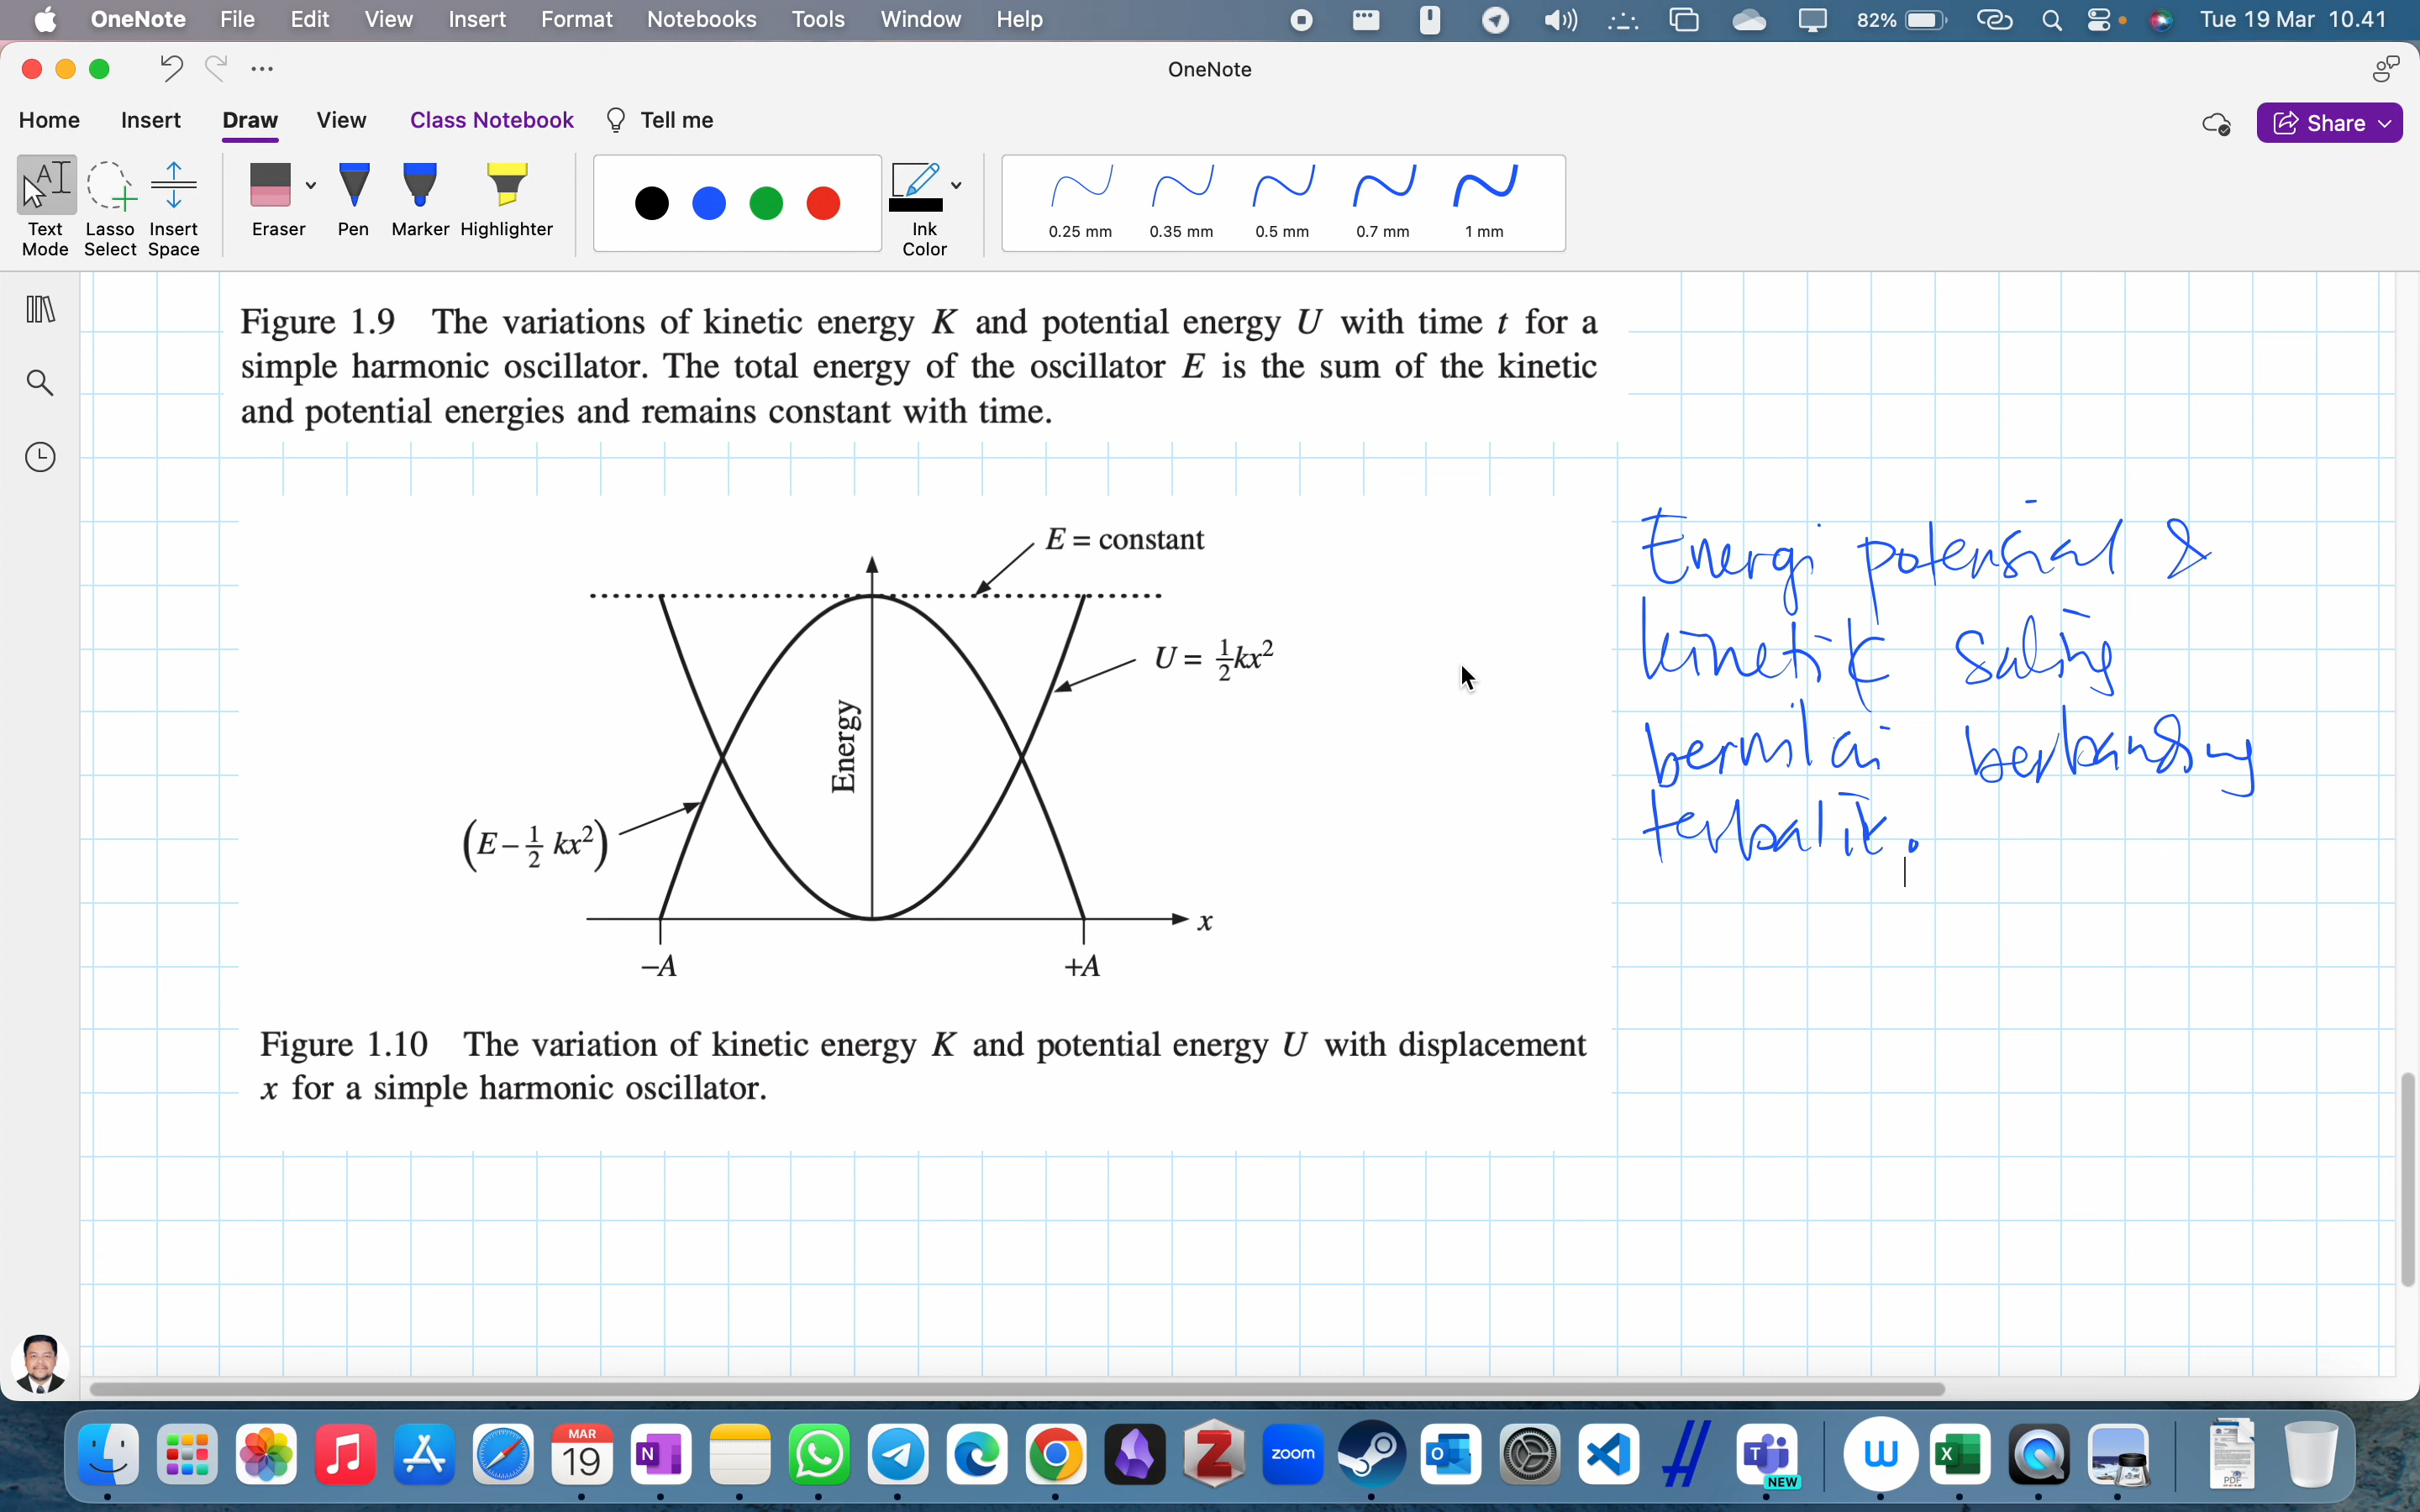 OneNote File Edit View Insert Format Notebooks Tools Window Help 82% Tue 19 Mar 10.41
OneNote
Home Insert Draw View Class Notebook Tell me Share
Text Mode
Lasso Select
Insert Space
Eraser
Pen
Marker
Highlighter
Ink Color
0.25 mm 0.35 mm 0.5 mm 0.7 mm 1 mm
Figure 1.9 The variations of kinetic energy K and potential energy U with time t for a
simple harmonic oscillator. The total energy of the oscillator E is the sum of the kinetic
and potential energies and remains constant with time.
E = constant
U = ½kx²
Energy
(E – ½ kx²)
x
–A
+A
Figure 1.10 The variation of kinetic energy K and potential energy U with displacement
x for a simple harmonic oscillator.
Energi potensial &
kinetik saling
bernilai berbanding
terbalik.
MAR
19
N
Z
zoom
O
T
NEW
W
X
PDF